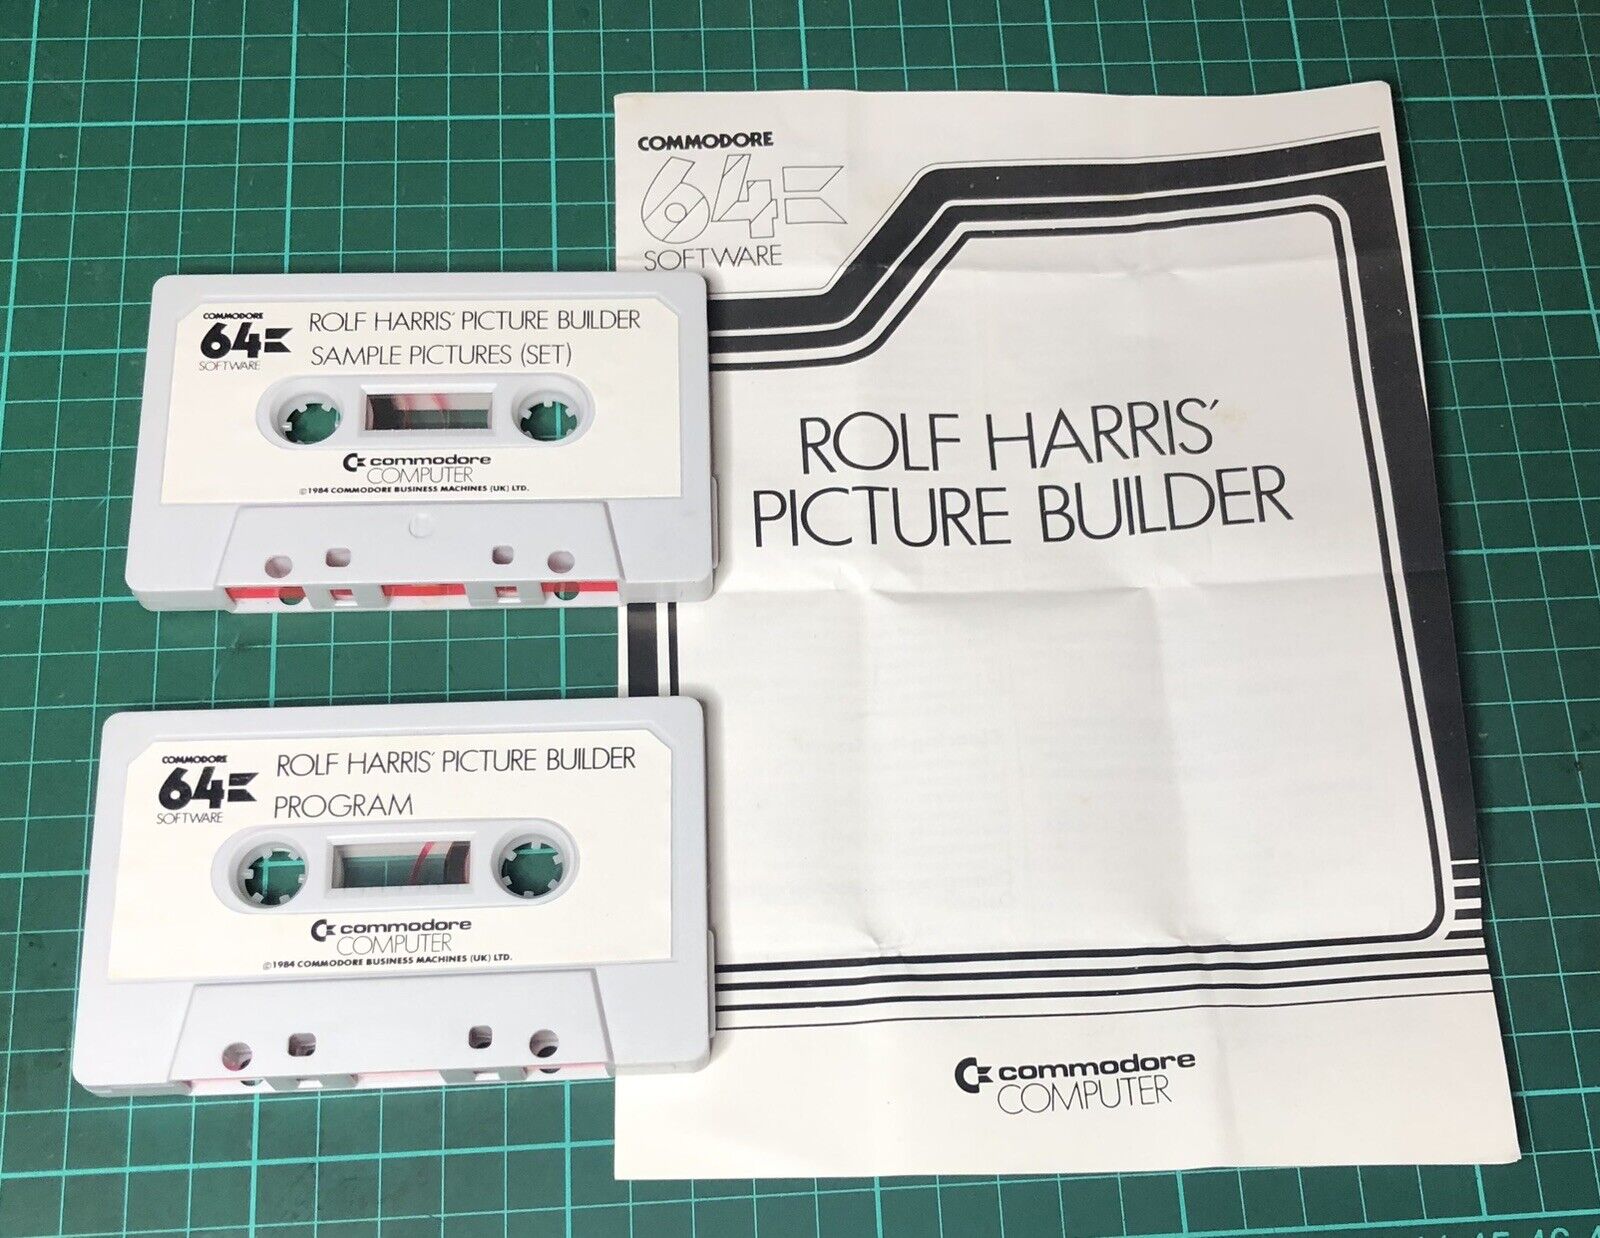 COMMODORE
64
SOFTWARE
ROLF HARRIS'
PICTURE BUILDER
commodore
COMPUTER
COMMODORE
64
SOFTWARE
ROLF HARRIS' PICTURE BUILDER
SAMPLE PICTURES (SET)
commodore
COMPUTER
©1984 COMMODORE BUSINESS MACHINES (UK) LTD.
COMMODORE
64
SOFTWARE
ROLF HARRIS' PICTURE BUILDER
PROGRAM
commodore
COMPUTER
©1984 COMMODORE BUSINESS MACHINES (UK) LTD.